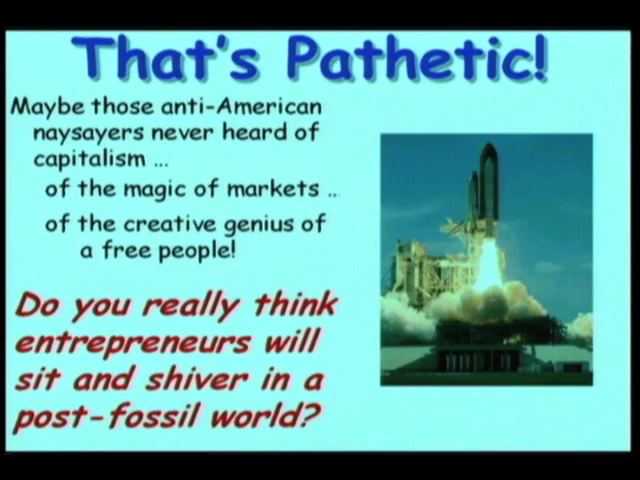 That's Pathetic!
Maybe those anti-American
naysayers never heard of
capitalism ...
of the magic of markets ..
of the creative genius of
a free people!
Do you really think
entrepreneurs will
sit and shiver in a
post-fossil world?